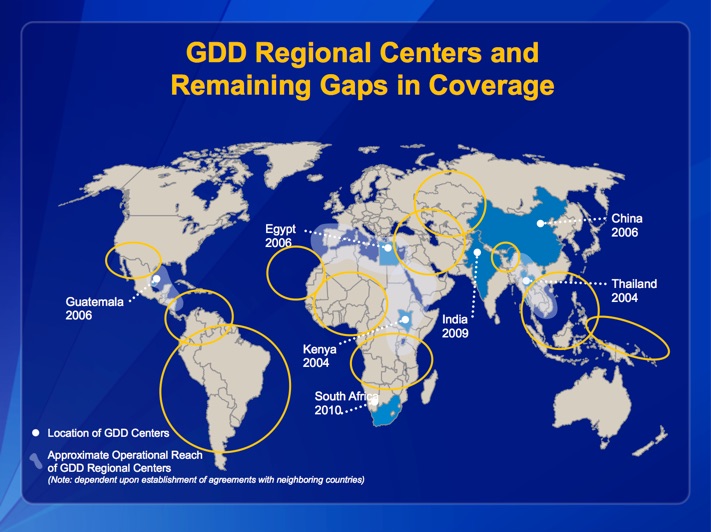 GDD Regional Centers and
Remaining Gaps in Coverage
China
2006
Egypt
2006
Thailand
2004
Guatemala
2006
India
2009
Kenya
2004
South Africa
2010
Location of GDD Centers
Approximate Operational Reach
of GDD Regional Centers
(Note: dependent upon establishment of agreements with neighboring countries)